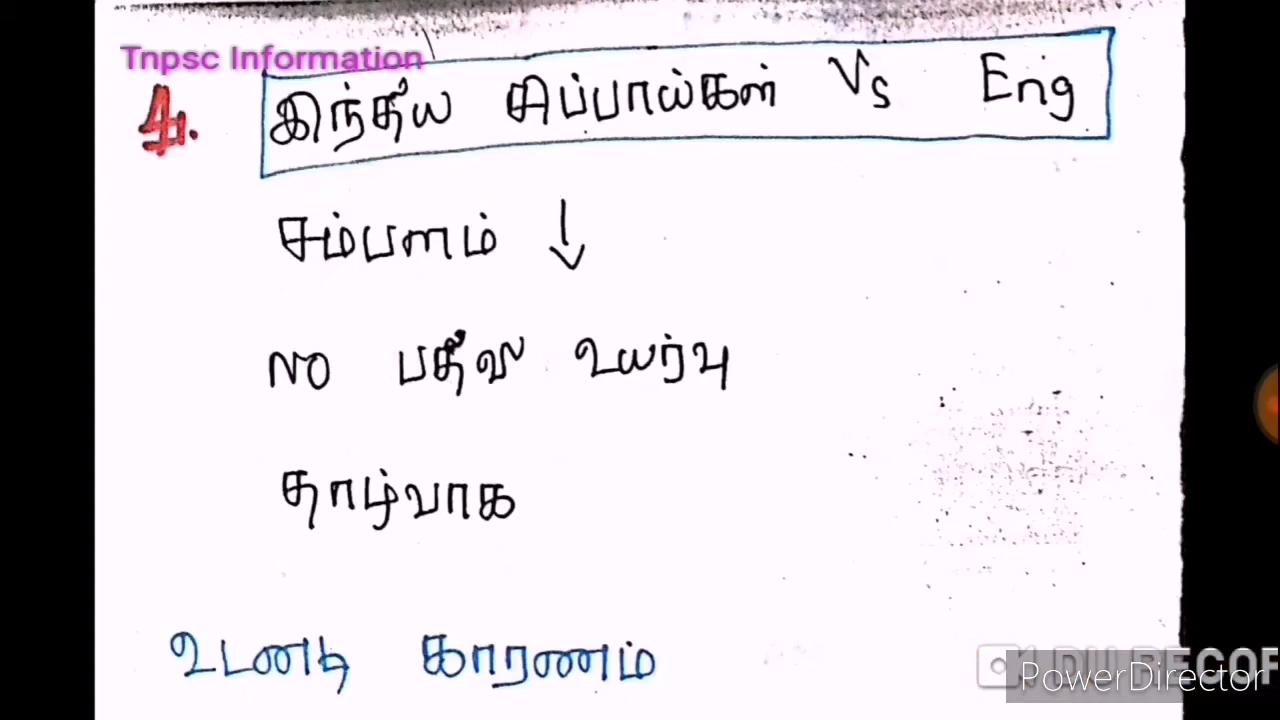 Tnpsc Information
4. இந்திய சிப்பாய்கள் Vs Eng
சம்பளம் ↓
NO பதவி உயர்வு
தாழ்வாக
உடனடி காரணம்
PowerDirector